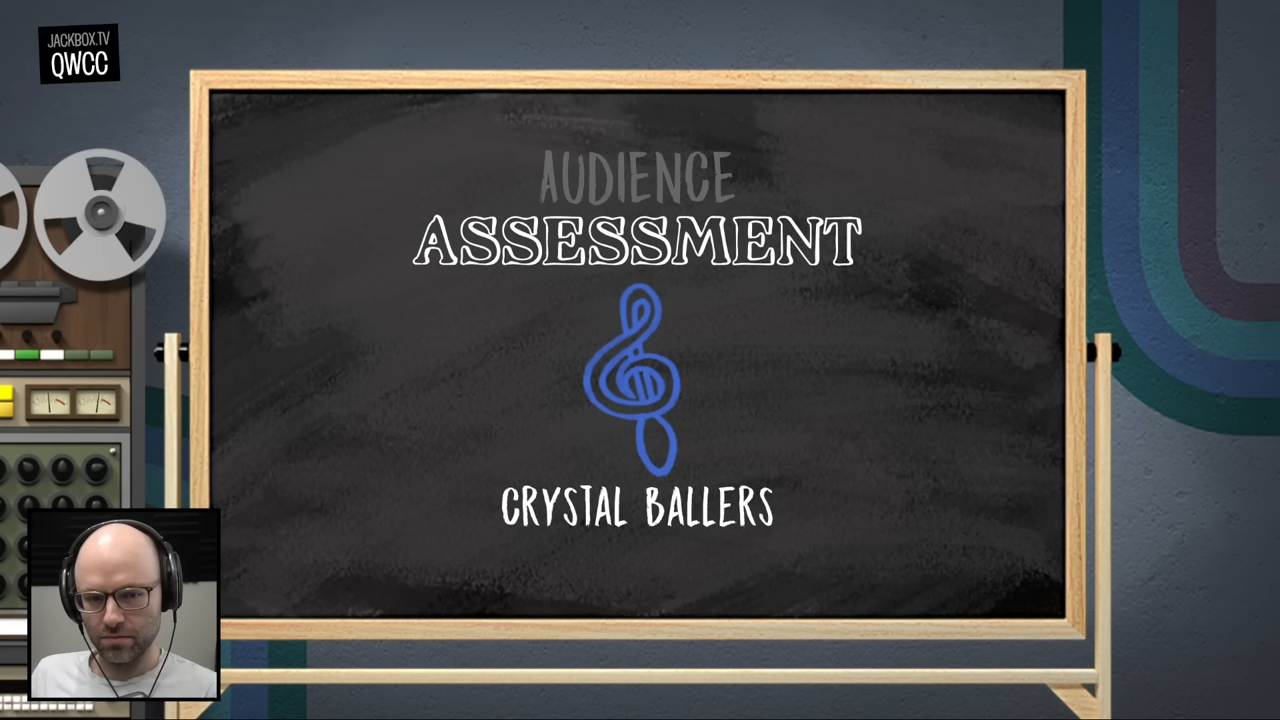 JACKBOX.TV
QWCC
AUDIENCE
ASSESSMENT
CRYSTAL BALLERS